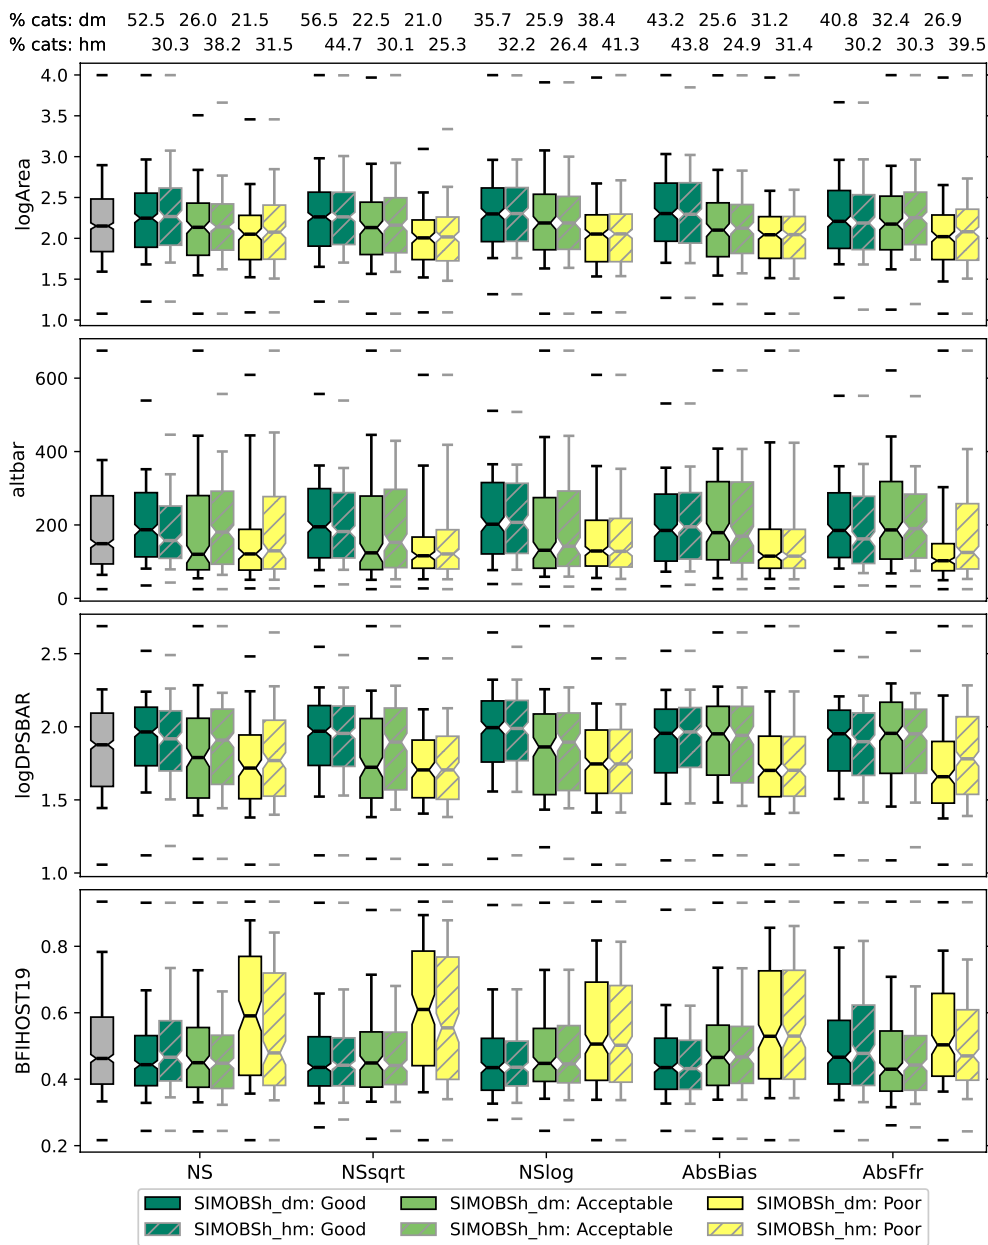 % cats: dm 52.5 26.0 21.5 56.5 22.5 21.0 35.7 25.9 38.4 43.2 25.6 31.2 40.8 32.4 26.9
% cats: hm 30.3 38.2 31.5 44.7 30.1 25.3 32.2 26.4 41.3 43.8 24.9 31.4 30.2 30.3 39.5
4.0
3.5
3.0
2.5
2.0
1.5
1.0
logArea
600
400
200
0
altbar
2.5
2.0
1.5
1.0
logDPSBAR
0.8
0.6
0.4
0.2
BFIHOST19
NS NSsqrt NSlog AbsBias AbsFfr
SIMOBSh_dm: Good SIMOBSh_dm: Acceptable SIMOBSh_dm: Poor
SIMOBSh_hm: Good SIMOBSh_hm: Acceptable SIMOBSh_hm: Poor